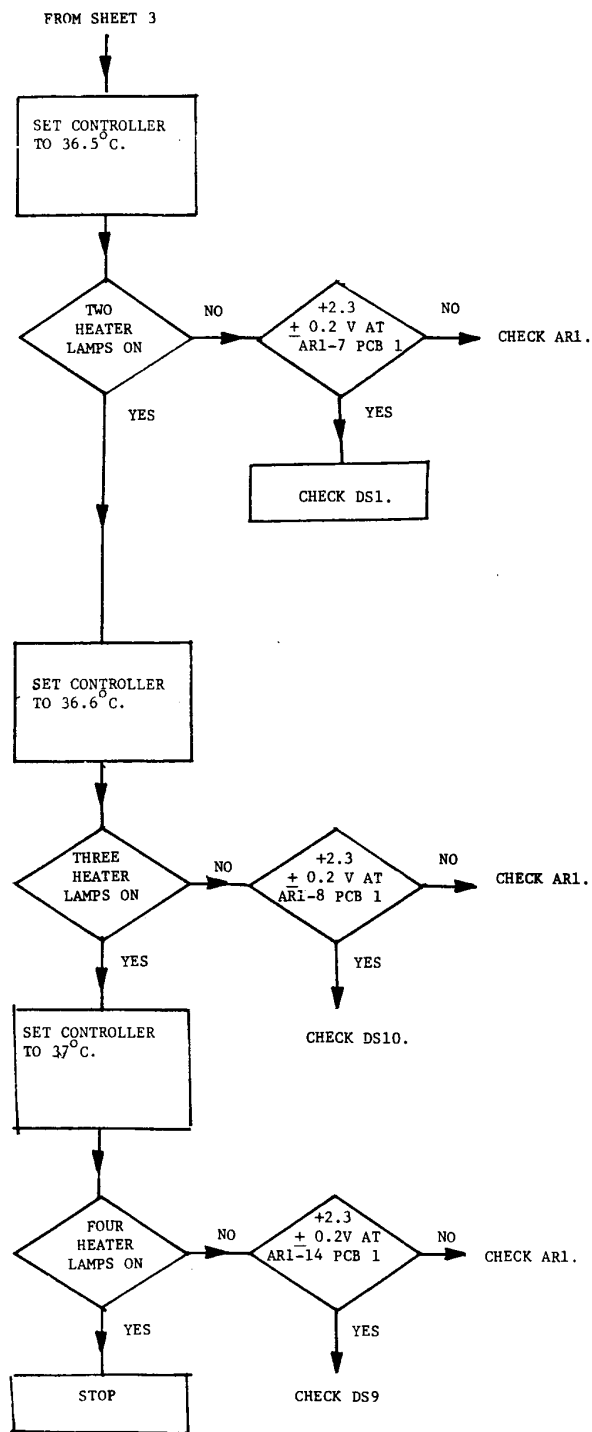 FROM SHEET 3
SET CONTROLLER
TO 36.5°C.
TWO
HEATER
LAMPS ON
NO
+2.3
± 0.2 V AT
AR1-7 PCB 1
NO
CHECK AR1.
YES
YES
CHECK DS1.
SET CONTROLLER
TO 36.6°C.
THREE
HEATER
LAMPS ON
NO
+2.3
± 0.2 V AT
AR1-8 PCB 1
NO
CHECK AR1.
YES
YES
SET CONTROLLER
TO 37°C.
CHECK DS10.
FOUR
HEATER
LAMPS ON
NO
+2.3
± 0.2V AT
AR1-14 PCB 1
NO
CHECK AR1.
YES
YES
STOP
CHECK DS9